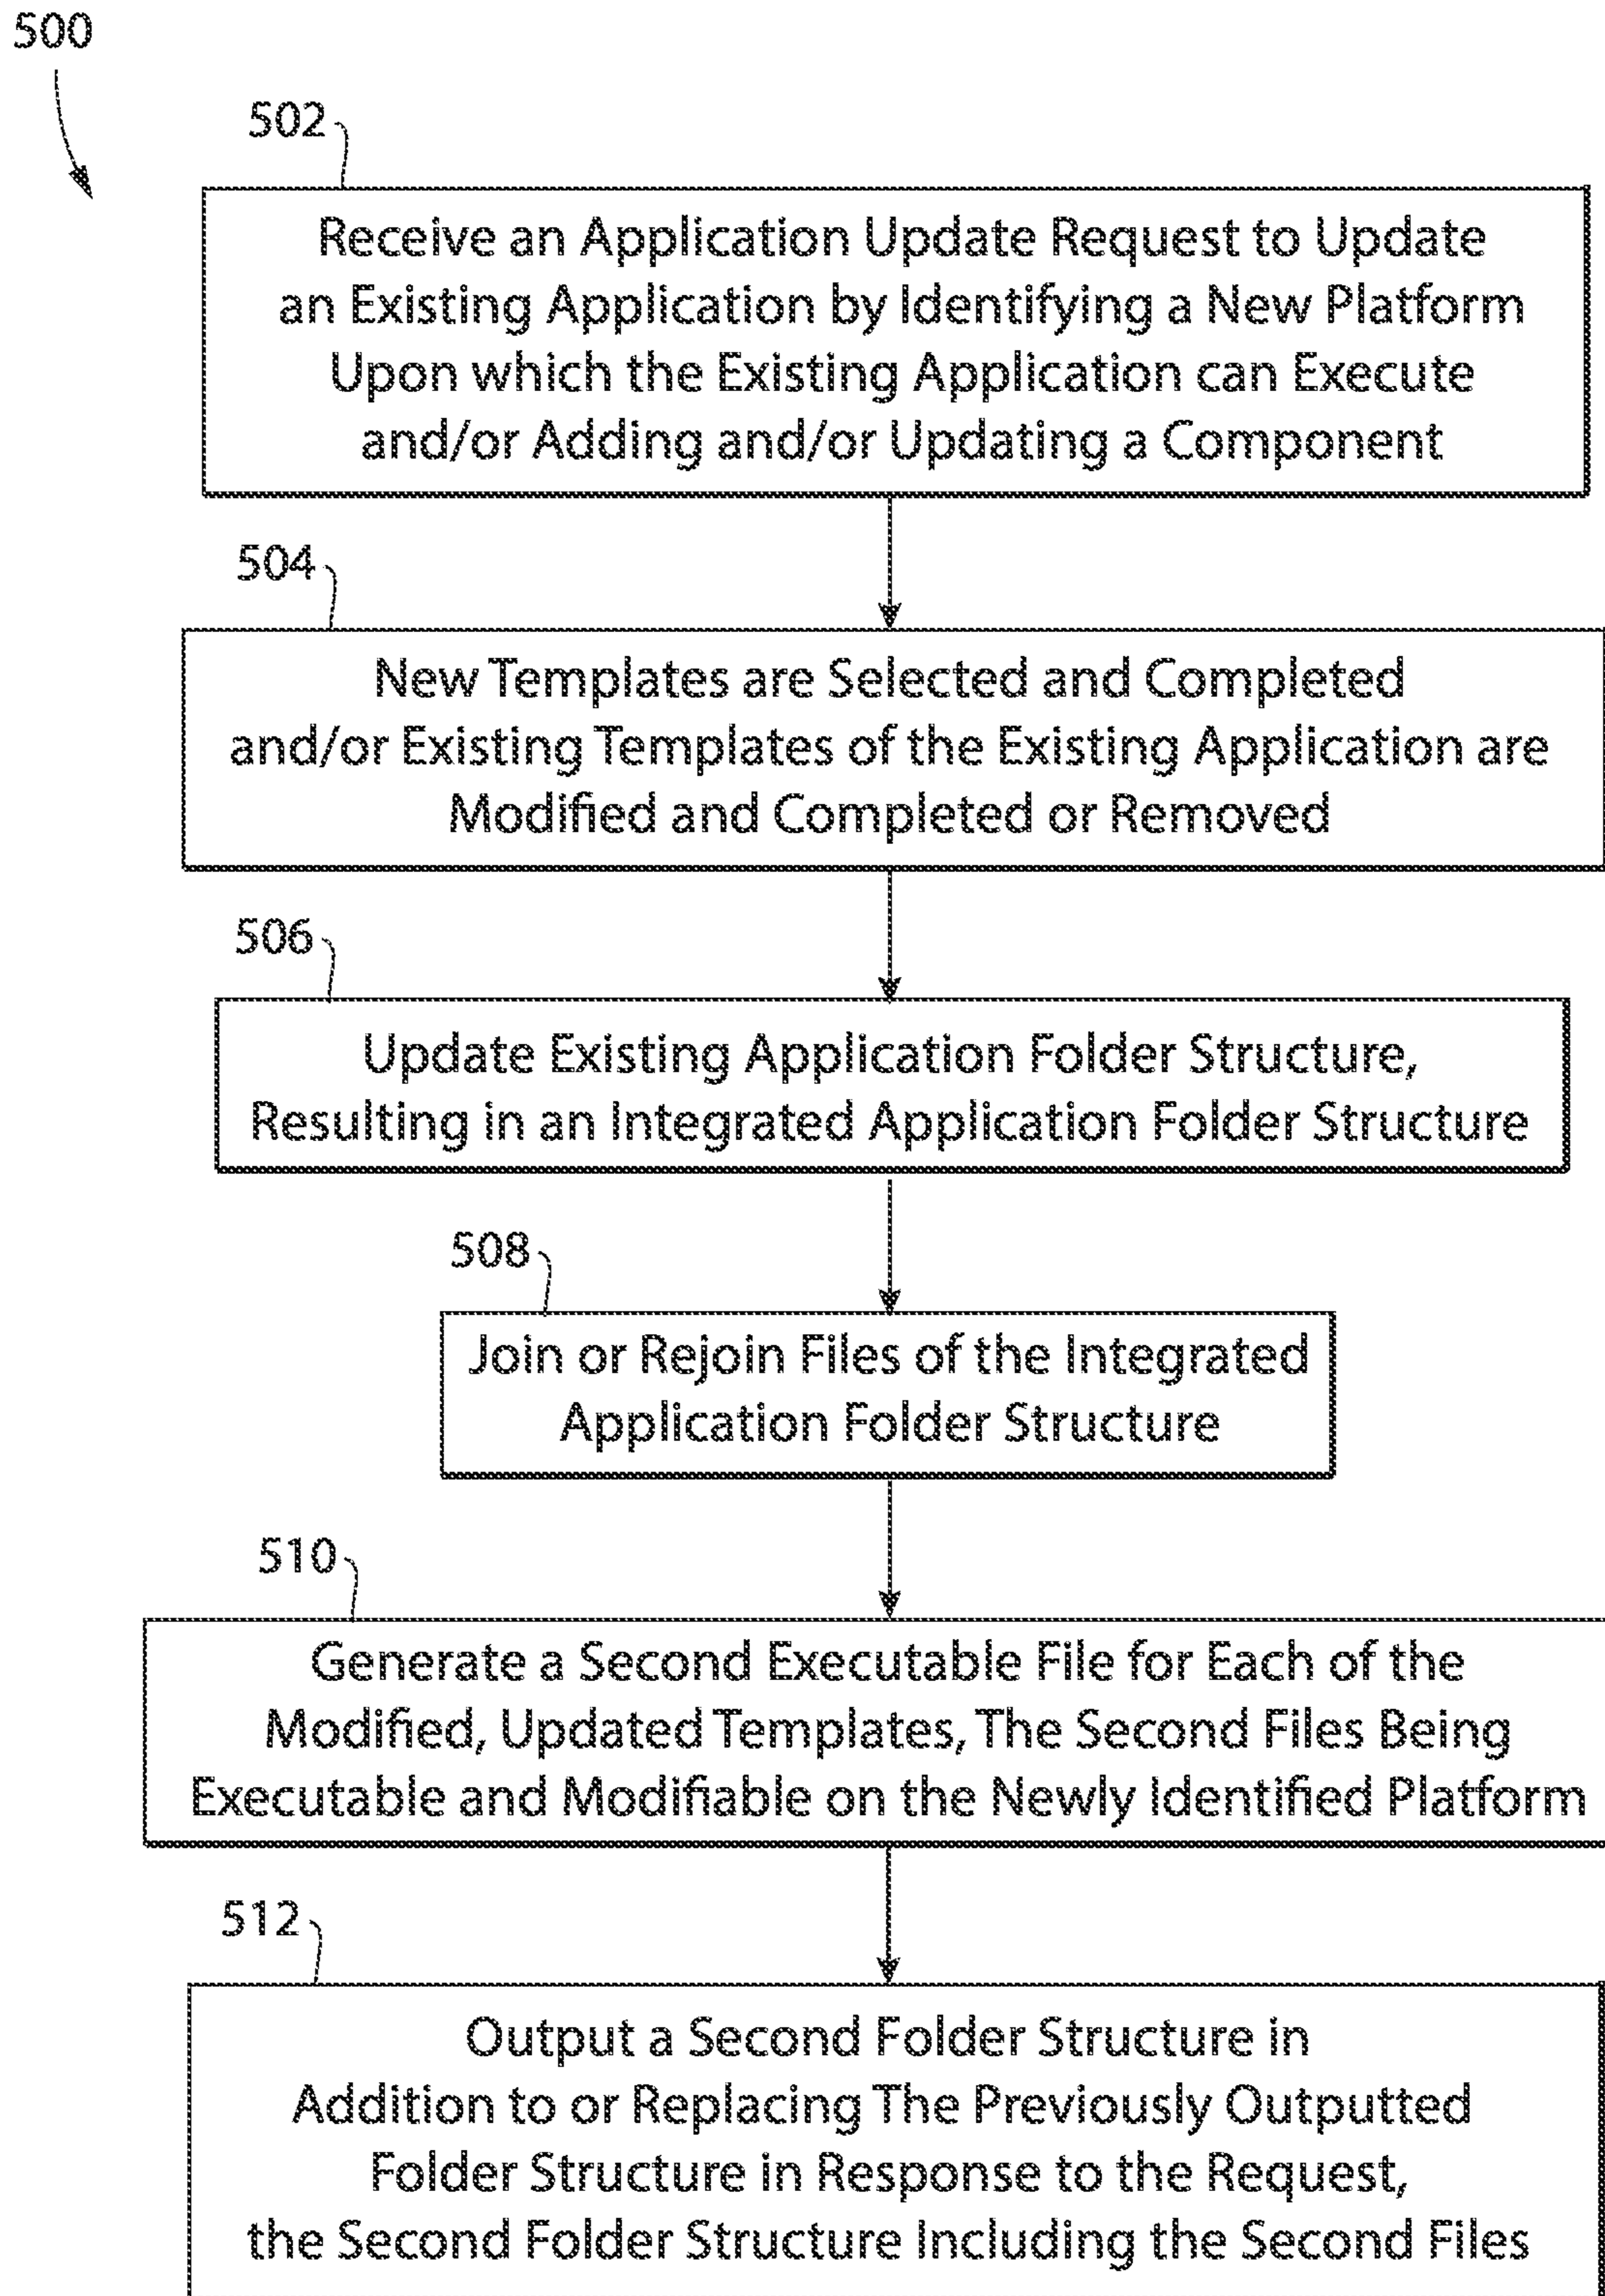 500
502
Receive an Application Update Request to Update
an Existing Application by Identifying a New Platform
Upon which the Existing Application can Execute
and/or Adding and/or Updating a Component
504
New Templates are Selected and Completed
and/or Existing Templates of the Existing Application are
Modified and Completed or Removed
506
Update Existing Application Folder Structure,
Resulting in an Integrated Application Folder Structure
508
Join or Rejoin Files of the Integrated
Application Folder Structure
510
Generate a Second Executable File for Each of the
Modified, Updated Templates, The Second Files Being
Executable and Modifiable on the Newly Identified Platform
512
Output a Second Folder Structure in
Addition to or Replacing The Previously Outputted
Folder Structure in Response to the Request,
the Second Folder Structure Including the Second Files